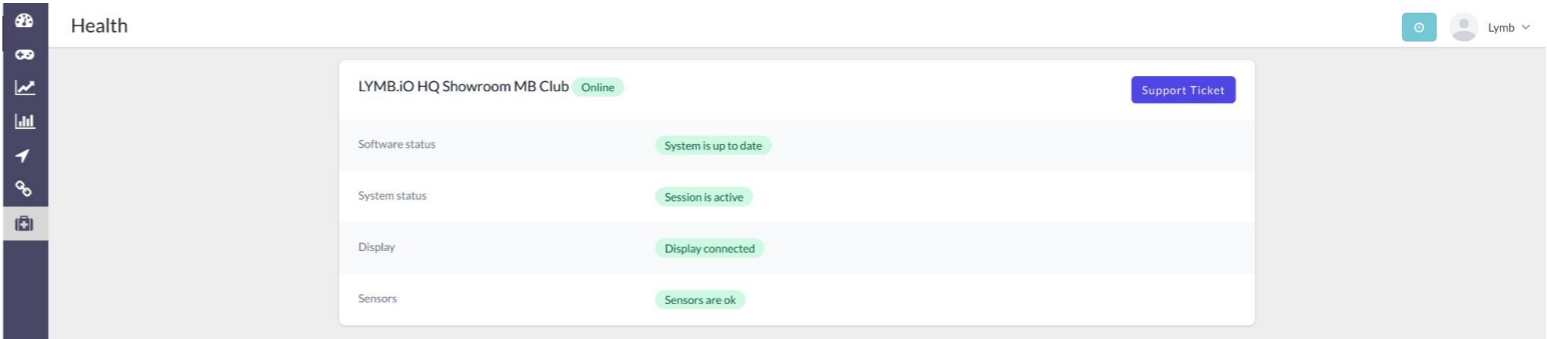 Health
Lymb
LYMB.iO HQ Showroom MB Club Online
Support Ticket
Software status System is up to date
System status Session is active
Display Display connected
Sensors Sensors are ok